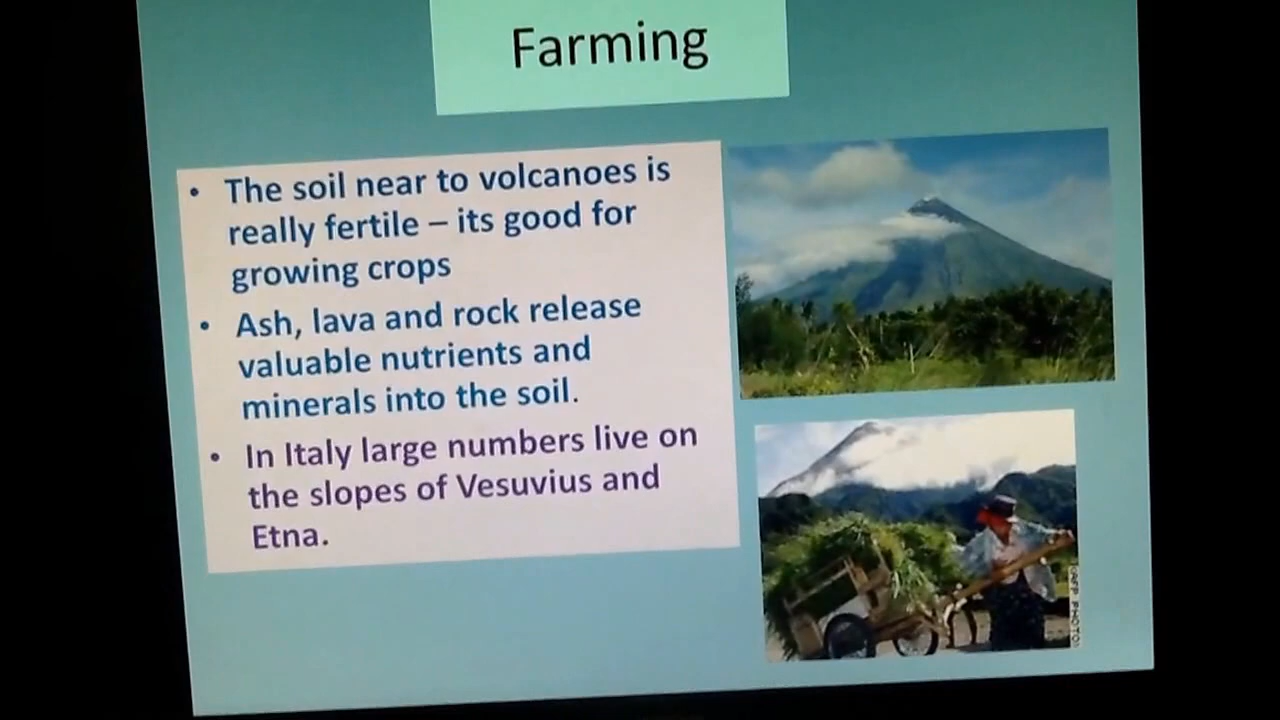 Farming
• The soil near to volcanoes is
really fertile – its good for
growing crops
• Ash, lava and rock release
valuable nutrients and
minerals into the soil.
• In Italy large numbers live on
the slopes of Vesuvius and
Etna.
(AFP PHOTO)